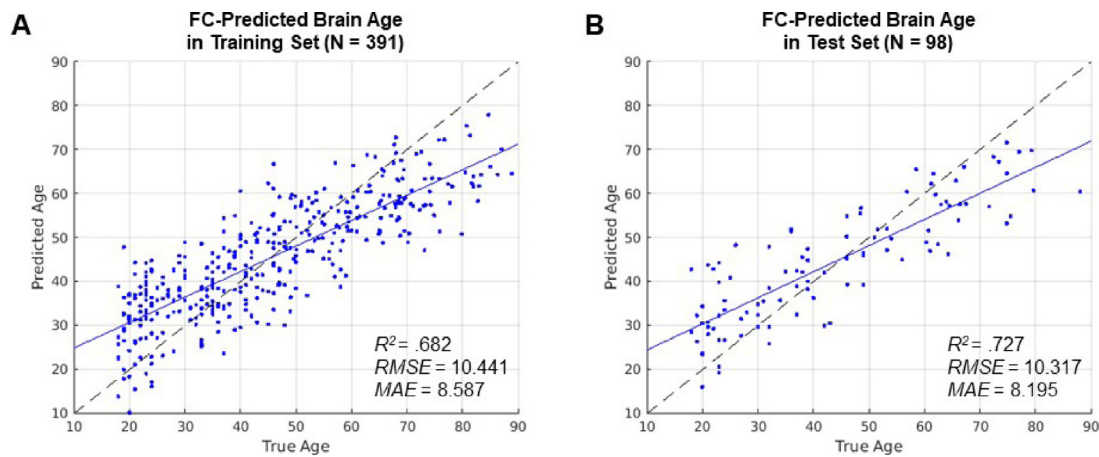 A
FC-Predicted Brain Age
in Training Set (N = 391)
90
80
70
60
50
40
30
20
10
Predicted Age
R² = .682
RMSE = 10.441
MAE = 8.587
10 20 30 40 50 60 70 80 90
True Age
B
FC-Predicted Brain Age
in Test Set (N = 98)
90
80
70
60
50
40
30
20
10
Predicted Age
R² = .727
RMSE = 10.317
MAE = 8.195
10 20 30 40 50 60 70 80 90
True Age